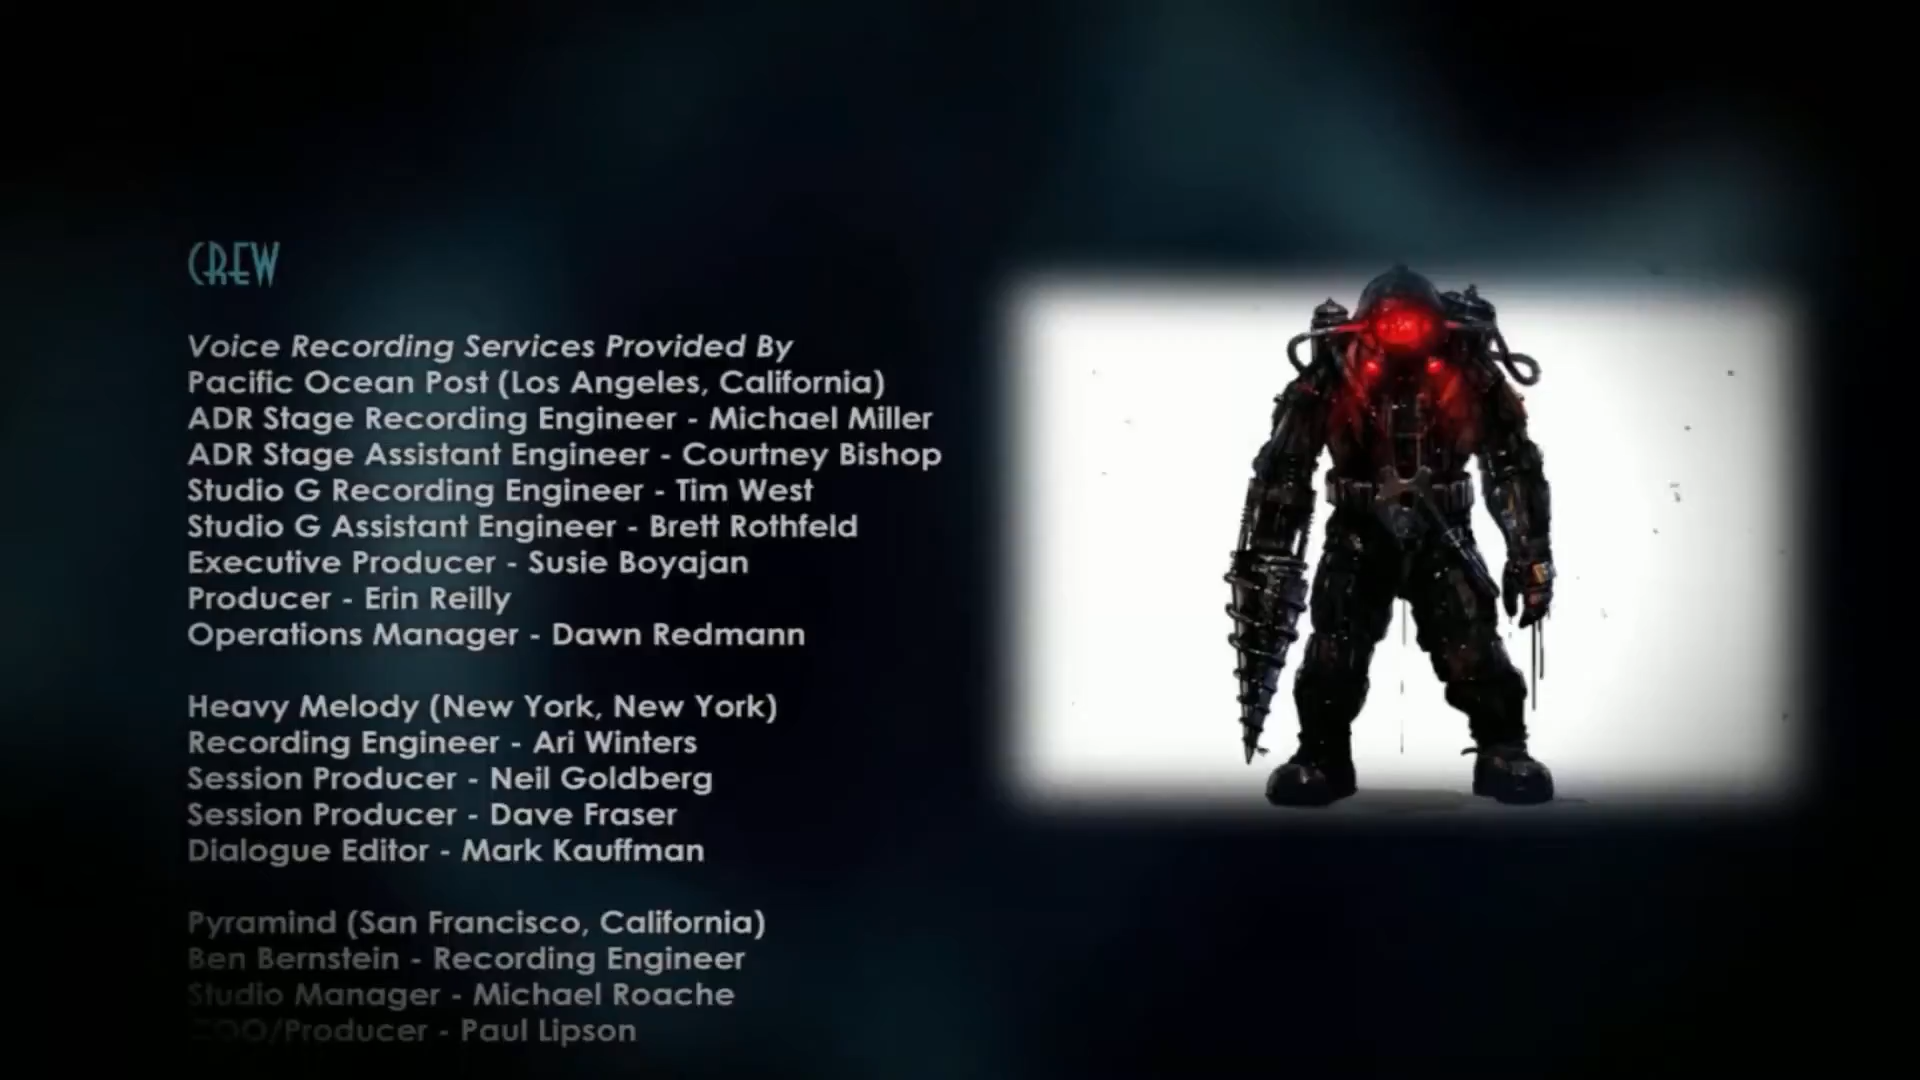 CREW
Voice Recording Services Provided By
Pacific Ocean Post (Los Angeles, California)
ADR Stage Recording Engineer - Michael Miller
ADR Stage Assistant Engineer - Courtney Bishop
Studio G Recording Engineer - Tim West
Studio G Assistant Engineer - Brett Rothfeld
Executive Producer - Susie Boyajan
Producer - Erin Reilly
Operations Manager - Dawn Redmann
Heavy Melody (New York, New York)
Recording Engineer - Ari Winters
Session Producer - Neil Goldberg
Session Producer - Dave Fraser
Dialogue Editor - Mark Kauffman
Pyramind (San Francisco, California)
Ben Bernstein - Recording Engineer
Studio Manager - Michael Roache
COO/Producer - Paul Lipson